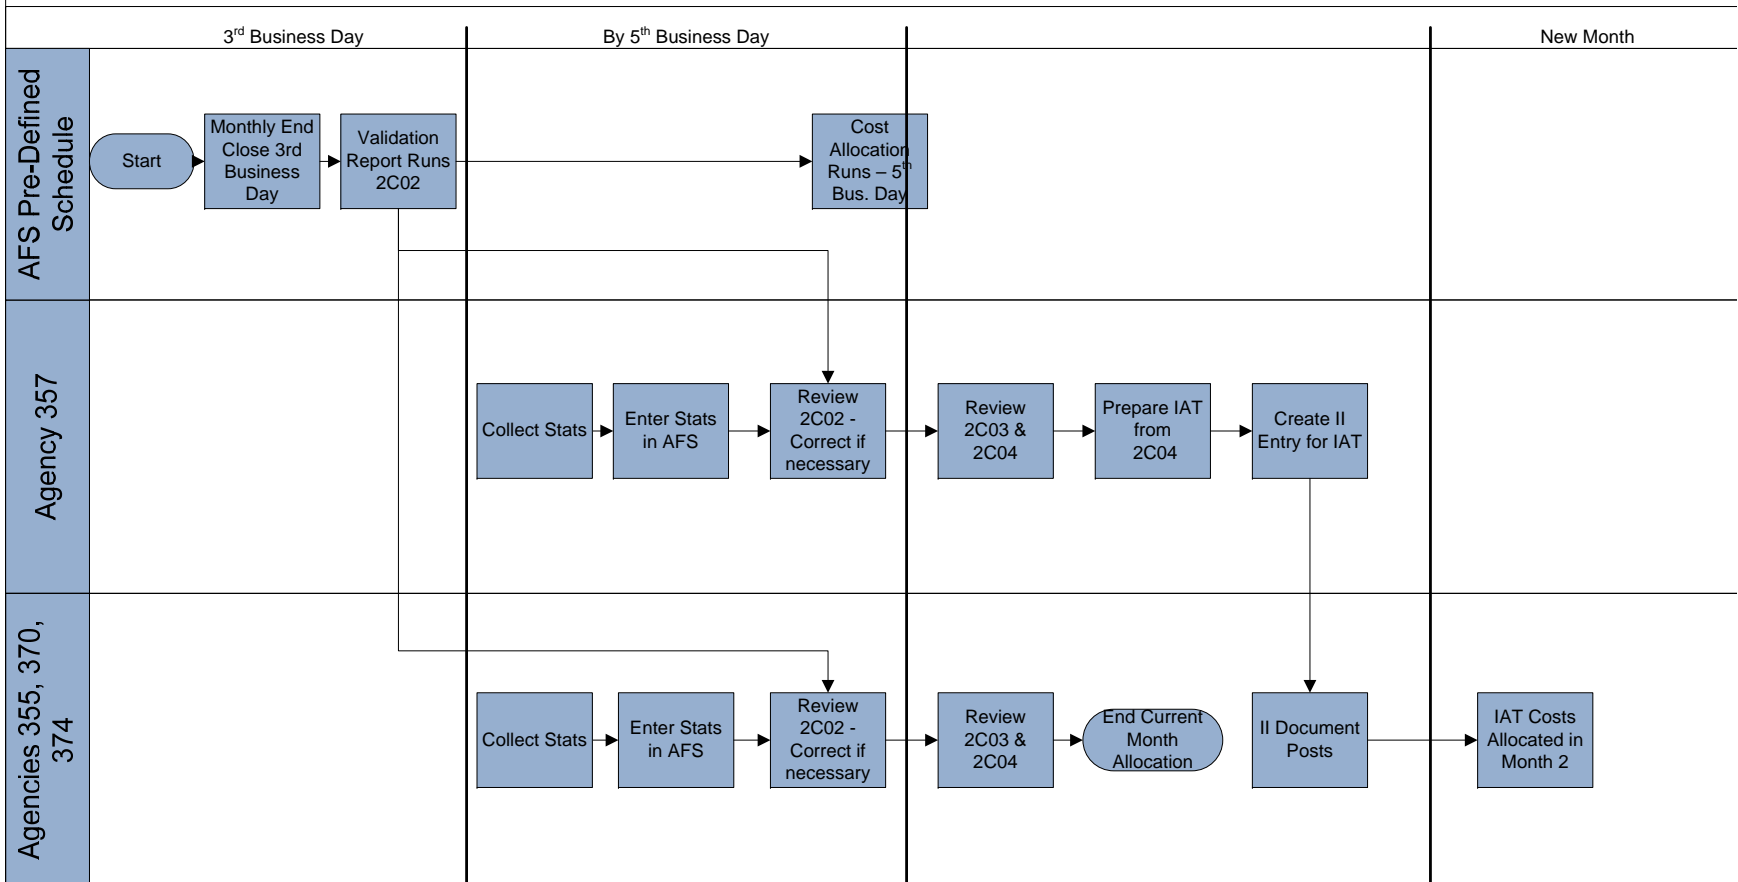 3rd Business Day
By 5th Business Day
New Month
AFS Pre-Defined
Schedule
Start
Monthly End
Close 3rd
Business
Day
Validation
Report Runs
2C02
Cost
Allocation
Runs – 5th
Bus. Day
Agency 357
Collect Stats
Enter Stats
in AFS
Review
2C02 -
Correct if
necessary
Review
2C03 &
2C04
Prepare IAT
from
2C04
Create II
Entry for IAT
Agencies 355, 370,
374
Collect Stats
Enter Stats
in AFS
Review
2C02 -
Correct if
necessary
Review
2C03 &
2C04
End Current
Month
Allocation
II Document
Posts
IAT Costs
Allocated in
Month 2